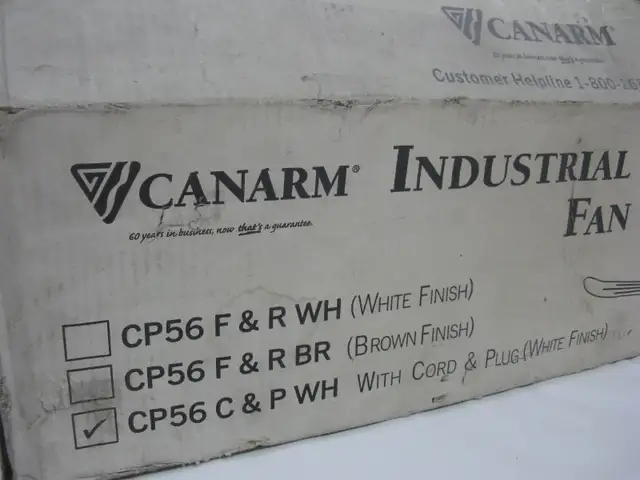 CANARM
Customer Helpline 1-800-
CANARM®
INDUSTRIAL
FAN
60 years in business, now that's a guarantee.
CP56 F & R WH (WHITE FINISH)
CP56 F & R BR (BROWN FINISH)
CP56 C & P WH WITH CORD & PLUG (WHITE FINISH)